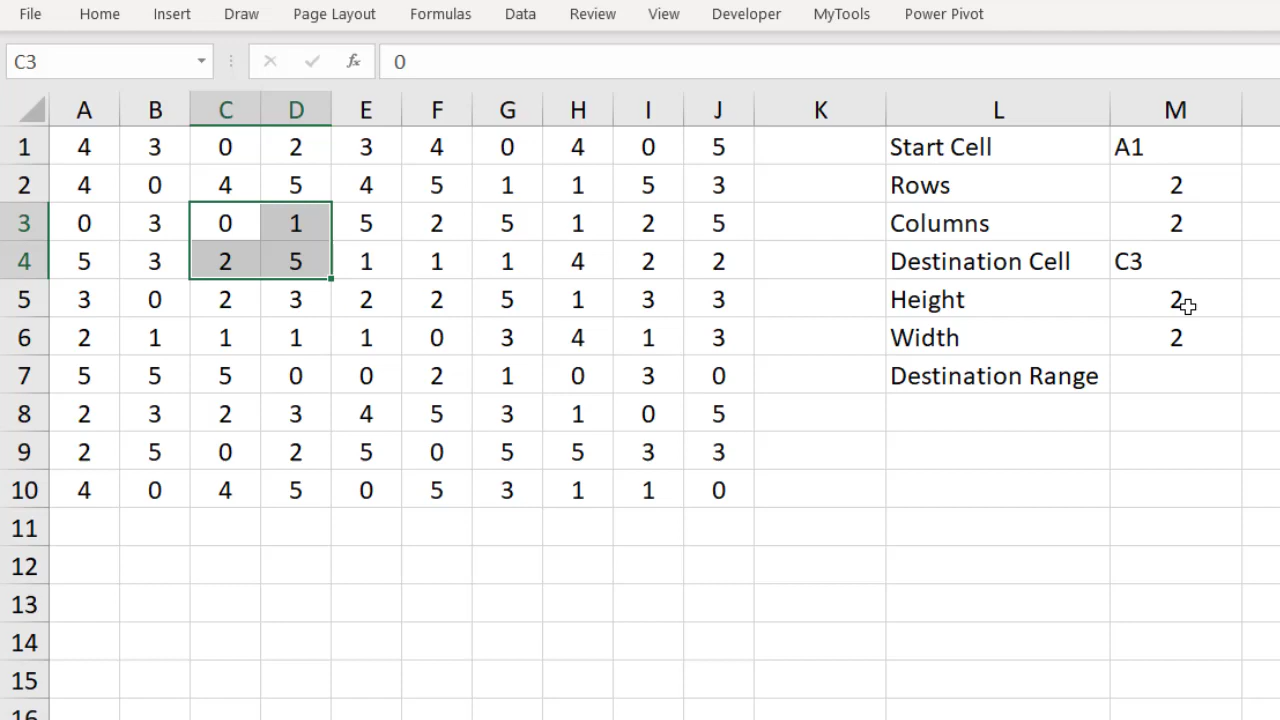 File Home Insert Draw Page Layout Formulas Data Review View Developer MyTools Power Pivot
C3 fx 0
A B C D E F G H I J K L M
1 4 3 0 2 3 4 0 4 0 5 Start Cell A1
2 4 0 4 5 4 5 1 1 5 3 Rows 2
3 0 3 0 1 5 2 5 1 2 5 Columns 2
4 5 3 2 5 1 1 1 4 2 2 Destination Cell C3
5 3 0 2 3 2 2 5 1 3 3 Height 2
6 2 1 1 1 1 0 3 4 1 3 Width 2
7 5 5 5 0 0 2 1 0 3 0 Destination Range
8 2 3 2 3 4 5 3 1 0 5
9 2 5 0 2 5 0 5 5 3 3
10 4 0 4 5 0 5 3 1 1 0
11
12
13
14
15
16